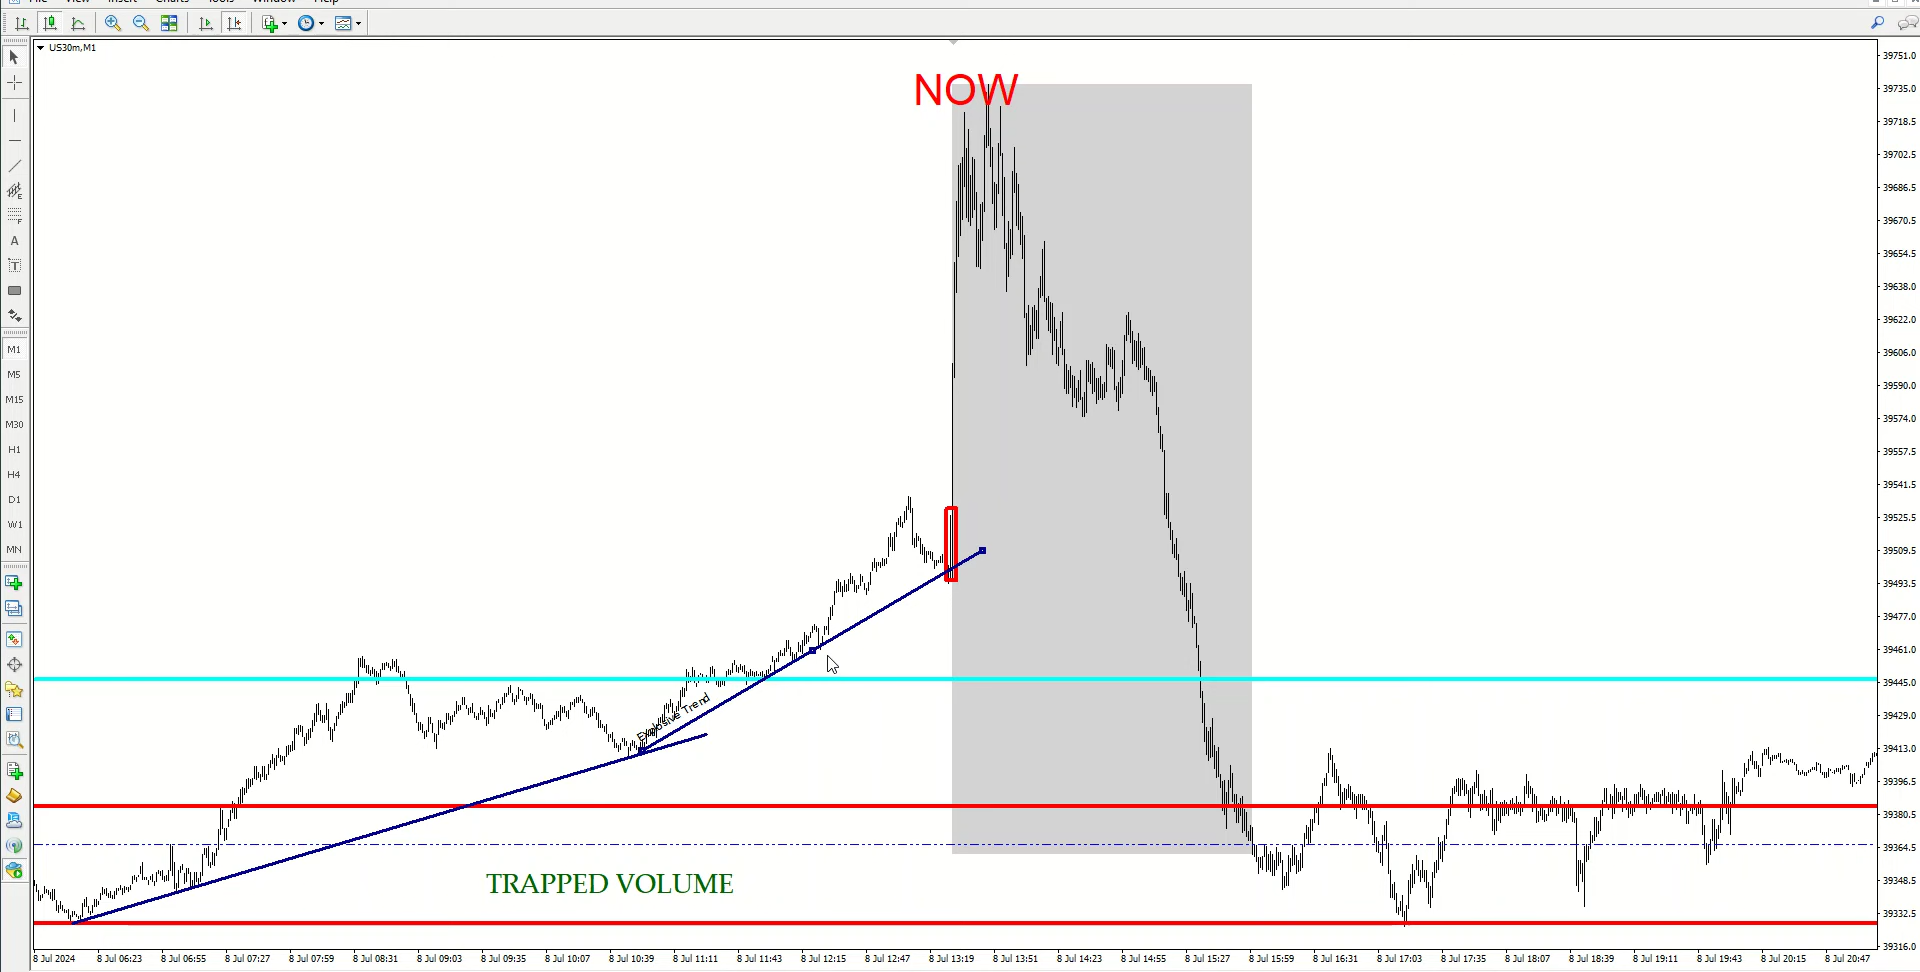 File View Insert Charts Tools Window Help
US30m,M1
NOW
Explosive Trend
TRAPPED VOLUME
E
F
A
T
M1
M5
M15
M30
H1
H4
D1
W1
MN
39751.0
39735.0
39718.5
39702.5
39686.5
39670.5
39654.5
39638.0
39622.0
39606.0
39590.0
39574.0
39557.5
39541.5
39525.5
39509.5
39493.5
39477.0
39461.0
39445.0
39429.0
39413.0
39396.5
39380.5
39364.5
39348.5
39332.5
39316.0
8 Jul 2024 8 Jul 06:23 8 Jul 06:55 8 Jul 07:27 8 Jul 07:59 8 Jul 08:31 8 Jul 09:03 8 Jul 09:35 8 Jul 10:07 8 Jul 10:39 8 Jul 11:11 8 Jul 11:43 8 Jul 12:15 8 Jul 12:47 8 Jul 13:19 8 Jul 13:51 8 Jul 14:23 8 Jul 14:55 8 Jul 15:27 8 Jul 15:59 8 Jul 16:31 8 Jul 17:03 8 Jul 17:35 8 Jul 18:07 8 Jul 18:39 8 Jul 19:11 8 Jul 19:43 8 Jul 20:15 8 Jul 20:47